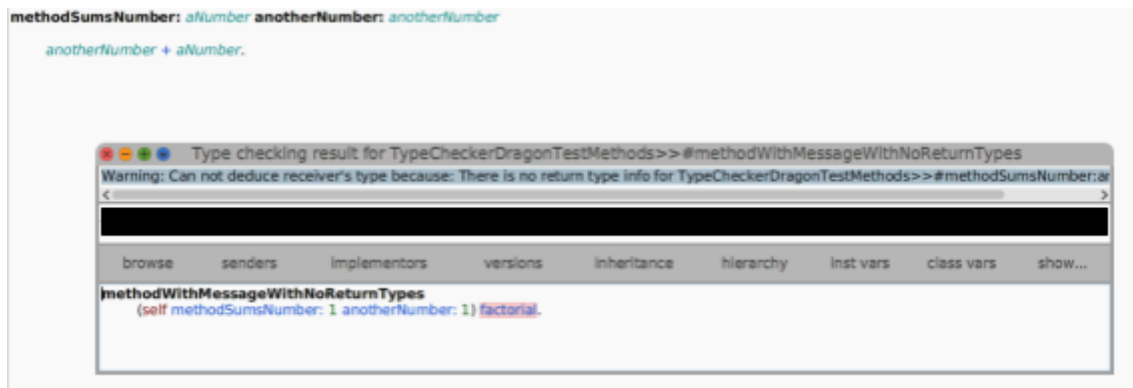 methodSumsNumber: aNumber anotherNumber: anotherNumber
anotherNumber + aNumber.
Type checking result for TypeCheckerDragonTestMethods>>#methodWithMessageWithNoReturnTypes
Warning: Can not deduce receiver's type because: There is no return type info for TypeCheckerDragonTestMethods>>#methodSumsNumber:ar
browse senders implementors versions inheritance hierarchy inst vars class vars show...
methodWithMessageWithNoReturnTypes
(self methodSumsNumber: 1 anotherNumber: 1) factorial.